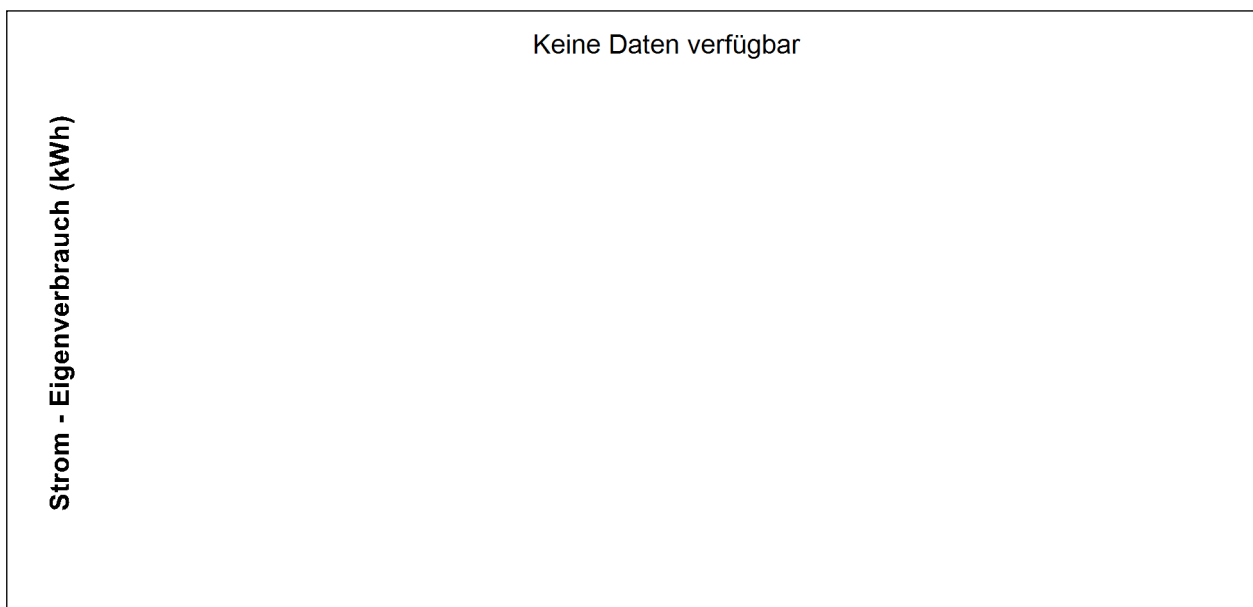 Keine Daten verfügbar
Strom - Eigenverbrauch (kWh)